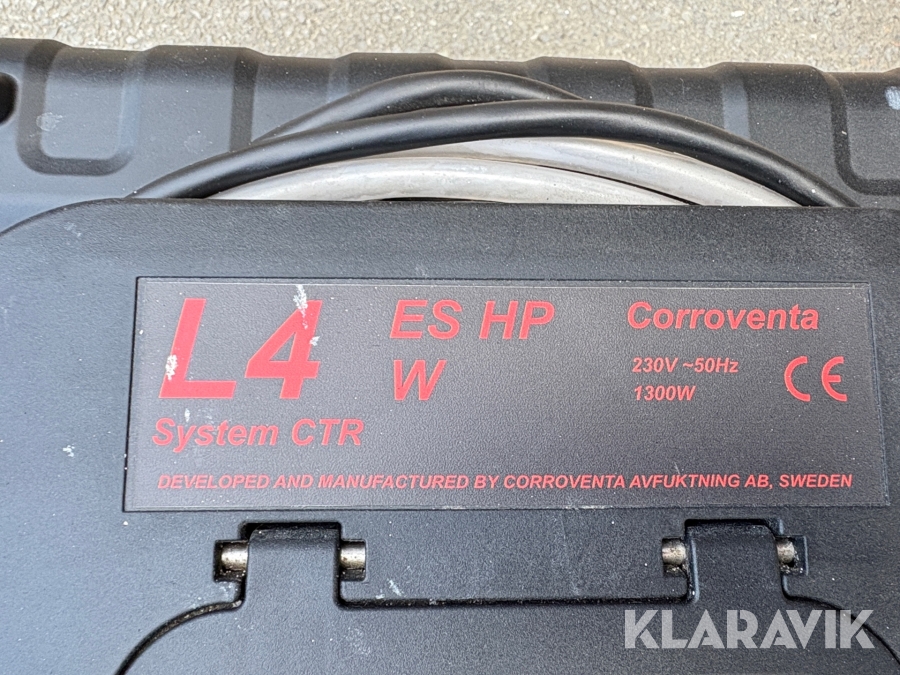 L4
ES HP
W
System CTR
Corroventa
230V ~50Hz
1300W
CE
DEVELOPED AND MANUFACTURED BY CORROVENTA AVFUKTNING AB, SWEDEN
KLARAVIK